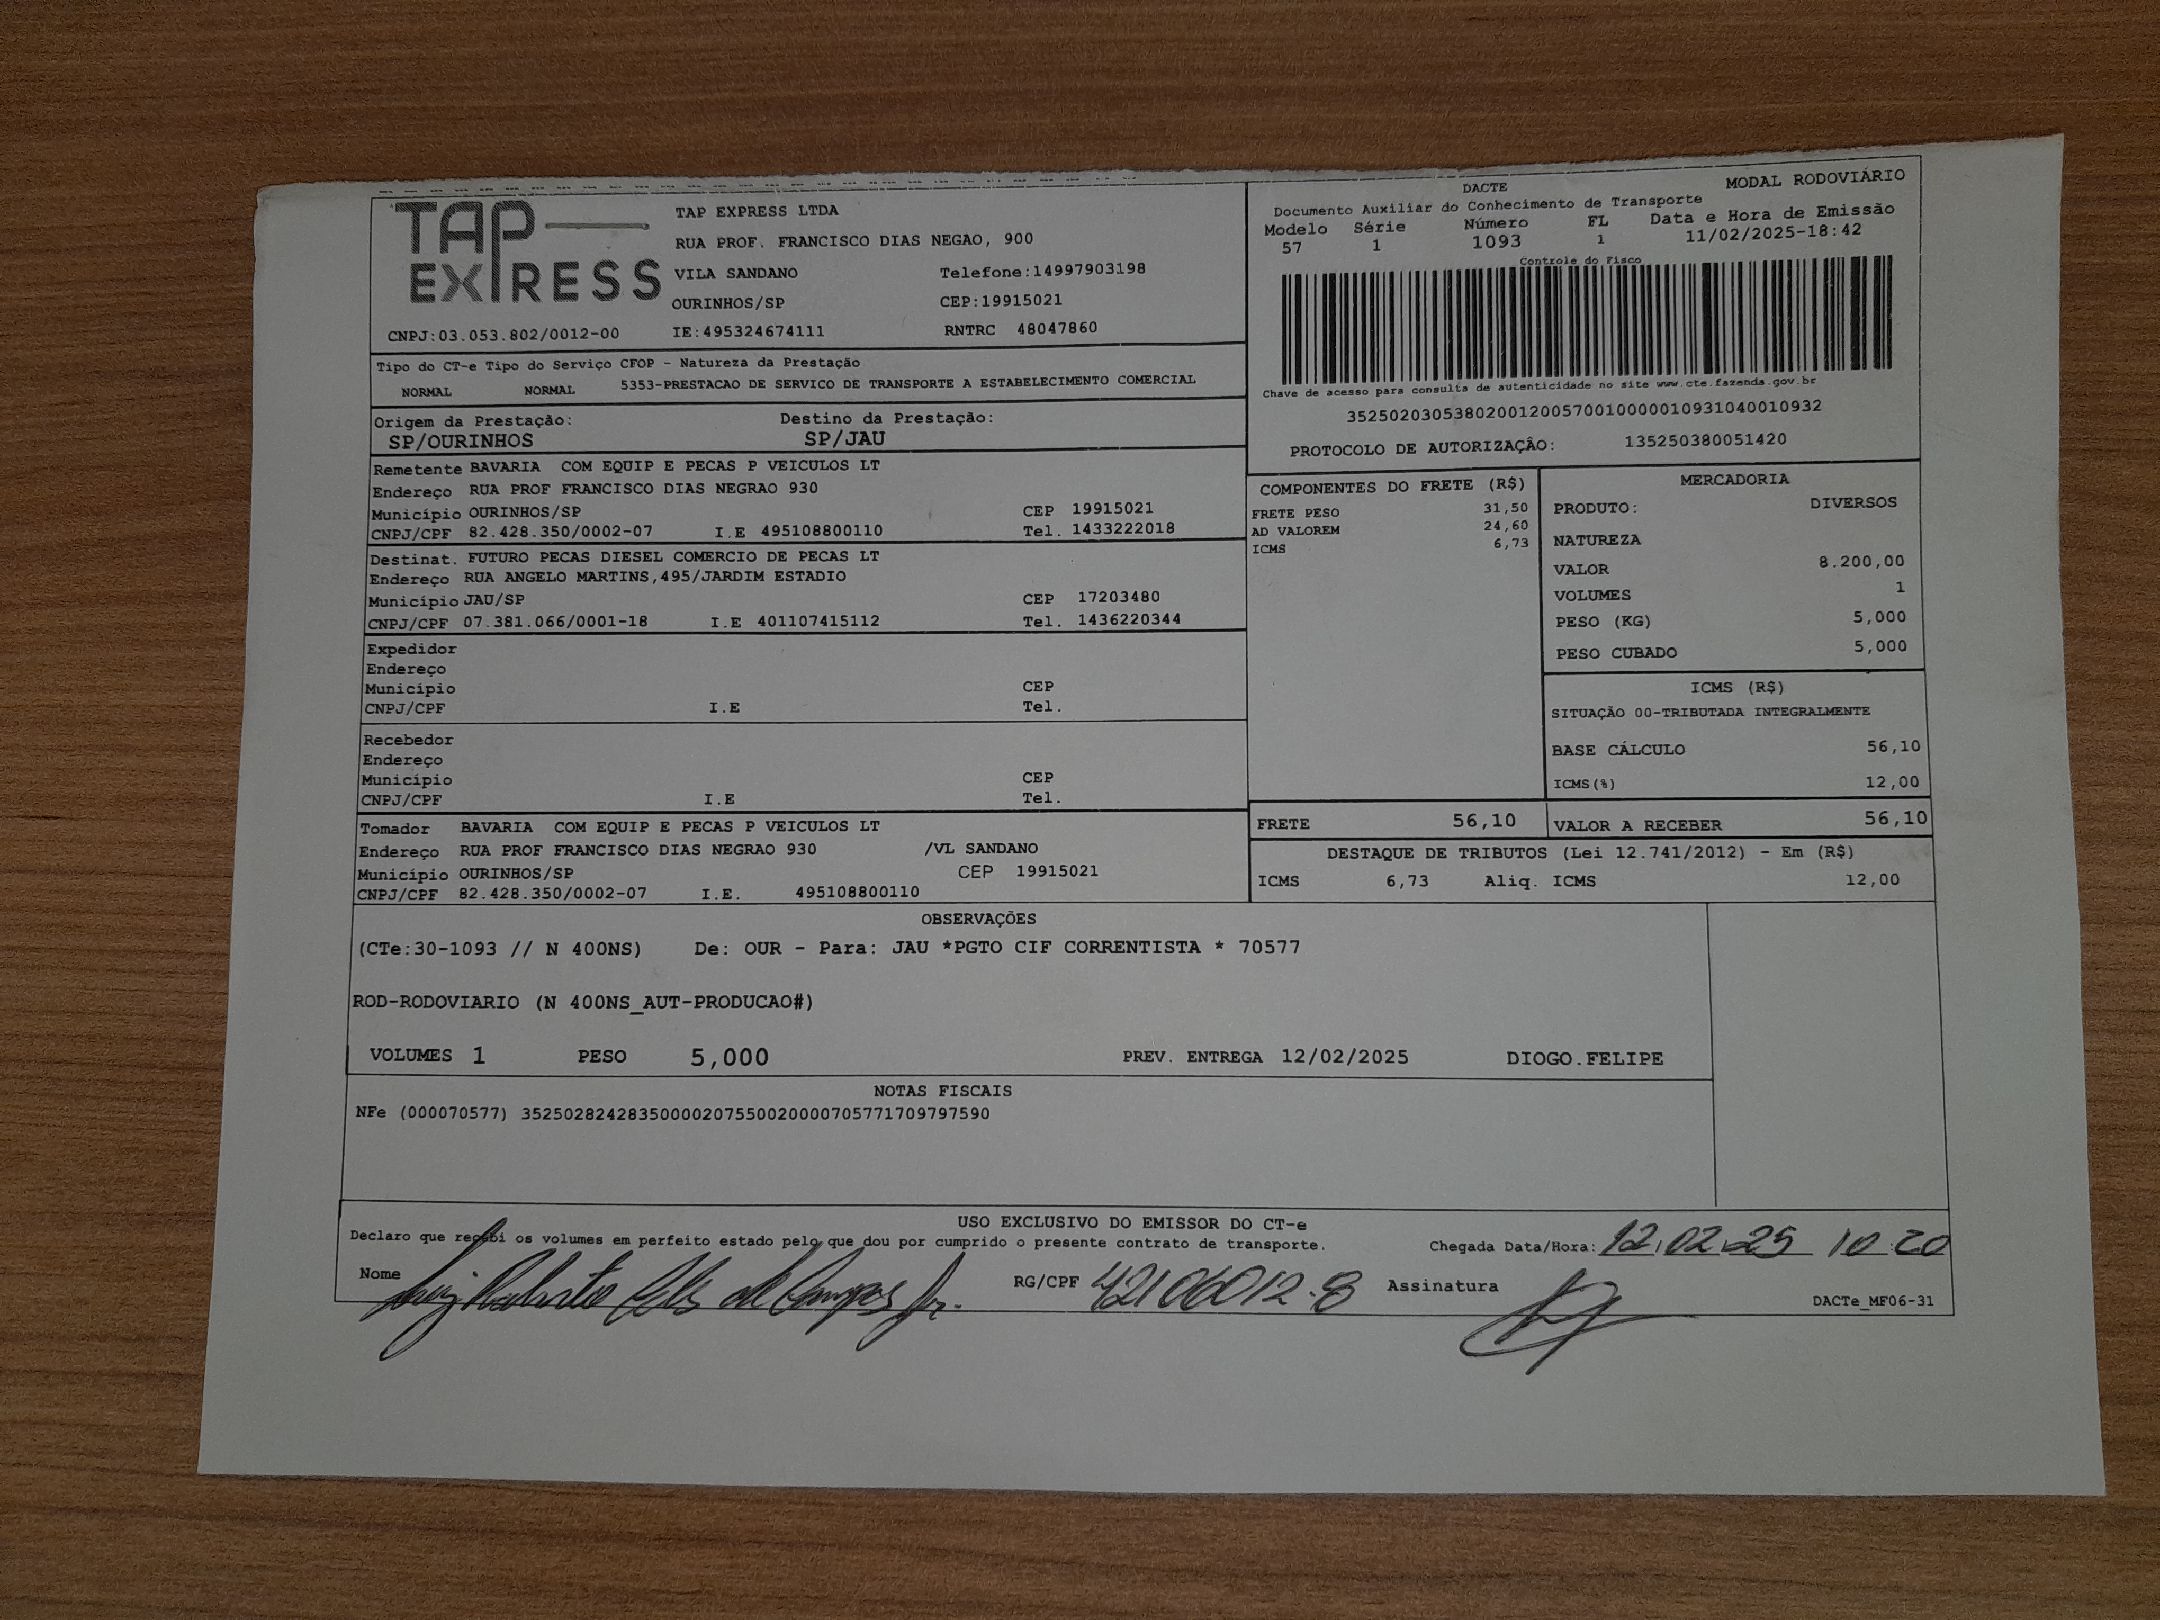 TAP EXPRESS
TAP EXPRESS LTDA
RUA PROF. FRANCISCO DIAS NEGAO, 900
VILA SANDANO Telefone:14997903198
OURINHOS/SP CEP:19915021
CNPJ:03.053.802/0012-00 IE:495324674111 RNTRC 48047860
DACTE MODAL RODOVIÁRIO
Documento Auxiliar do Conhecimento de Transporte
Modelo Série Número FL Data e Hora de Emissão
57 1 1093 1 11/02/2025-18:42
Controle do Fisco
Chave de acesso para consulta de autenticidade no site www.cte.fazenda.gov.br
35250203053802001200570010000010931040010932
PROTOCOLO DE AUTORIZAÇÃO: 135250380051420
Tipo do CT-e Tipo do Serviço CFOP - Natureza da Prestação
NORMAL NORMAL 5353-PRESTACAO DE SERVICO DE TRANSPORTE A ESTABELECIMENTO COMERCIAL
Origem da Prestação: Destino da Prestação:
SP/OURINHOS SP/JAU
Remetente BAVARIA COM EQUIP E PECAS P VEICULOS LT
Endereço RUA PROF FRANCISCO DIAS NEGRAO 930
Município OURINHOS/SP CEP 19915021
CNPJ/CPF 82.428.350/0002-07 I.E 495108800110 Tel. 1433222018
Destinat. FUTURO PECAS DIESEL COMERCIO DE PECAS LT
Endereço RUA ANGELO MARTINS,495/JARDIM ESTADIO
Município JAU/SP CEP 17203480
CNPJ/CPF 07.381.066/0001-18 I.E 401107415112 Tel. 1436220344
Expedidor
Endereço
Município CEP
CNPJ/CPF I.E Tel.
Recebedor
Endereço
Município CEP
CNPJ/CPF I.E Tel.
Tomador BAVARIA COM EQUIP E PECAS P VEICULOS LT
Endereço RUA PROF FRANCISCO DIAS NEGRAO 930 /VL SANDANO
Município OURINHOS/SP CEP 19915021
CNPJ/CPF 82.428.350/0002-07 I.E. 495108800110
COMPONENTES DO FRETE (R$)
FRETE PESO 31,50
AD VALOREM 24,60
ICMS 6,73
MERCADORIA
PRODUTO: DIVERSOS
NATUREZA
VALOR 8.200,00
VOLUMES 1
PESO (KG) 5,000
PESO CUBADO 5,000
ICMS (R$)
SITUAÇÃO 00-TRIBUTADA INTEGRALMENTE
BASE CÁLCULO 56,10
ICMS(%) 12,00
FRETE 56,10 VALOR A RECEBER 56,10
DESTAQUE DE TRIBUTOS (Lei 12.741/2012) - Em (R$)
ICMS 6,73 Aliq. ICMS 12,00
OBSERVAÇÕES
(CTe:30-1093 // N 400NS) De: OUR - Para: JAU *PGTO CIF CORRENTISTA * 70577
ROD-RODOVIARIO (N 400NS_AUT-PRODUCAO#)
VOLUMES 1 PESO 5,000 PREV. ENTREGA 12/02/2025 DIOGO.FELIPE
NOTAS FISCAIS
NFe (000070577) 35250282428350000207550020000705771709797590
USO EXCLUSIVO DO EMISSOR DO CT-e
Declaro que recebi os volumes em perfeito estado pelo que dou por cumprido o presente contrato de transporte. Chegada Data/Hora: 12.02.25 10:20
Nome Luiz Roberto de Campos Jr. RG/CPF 42106012-8 Assinatura
DACTe_MF06-31